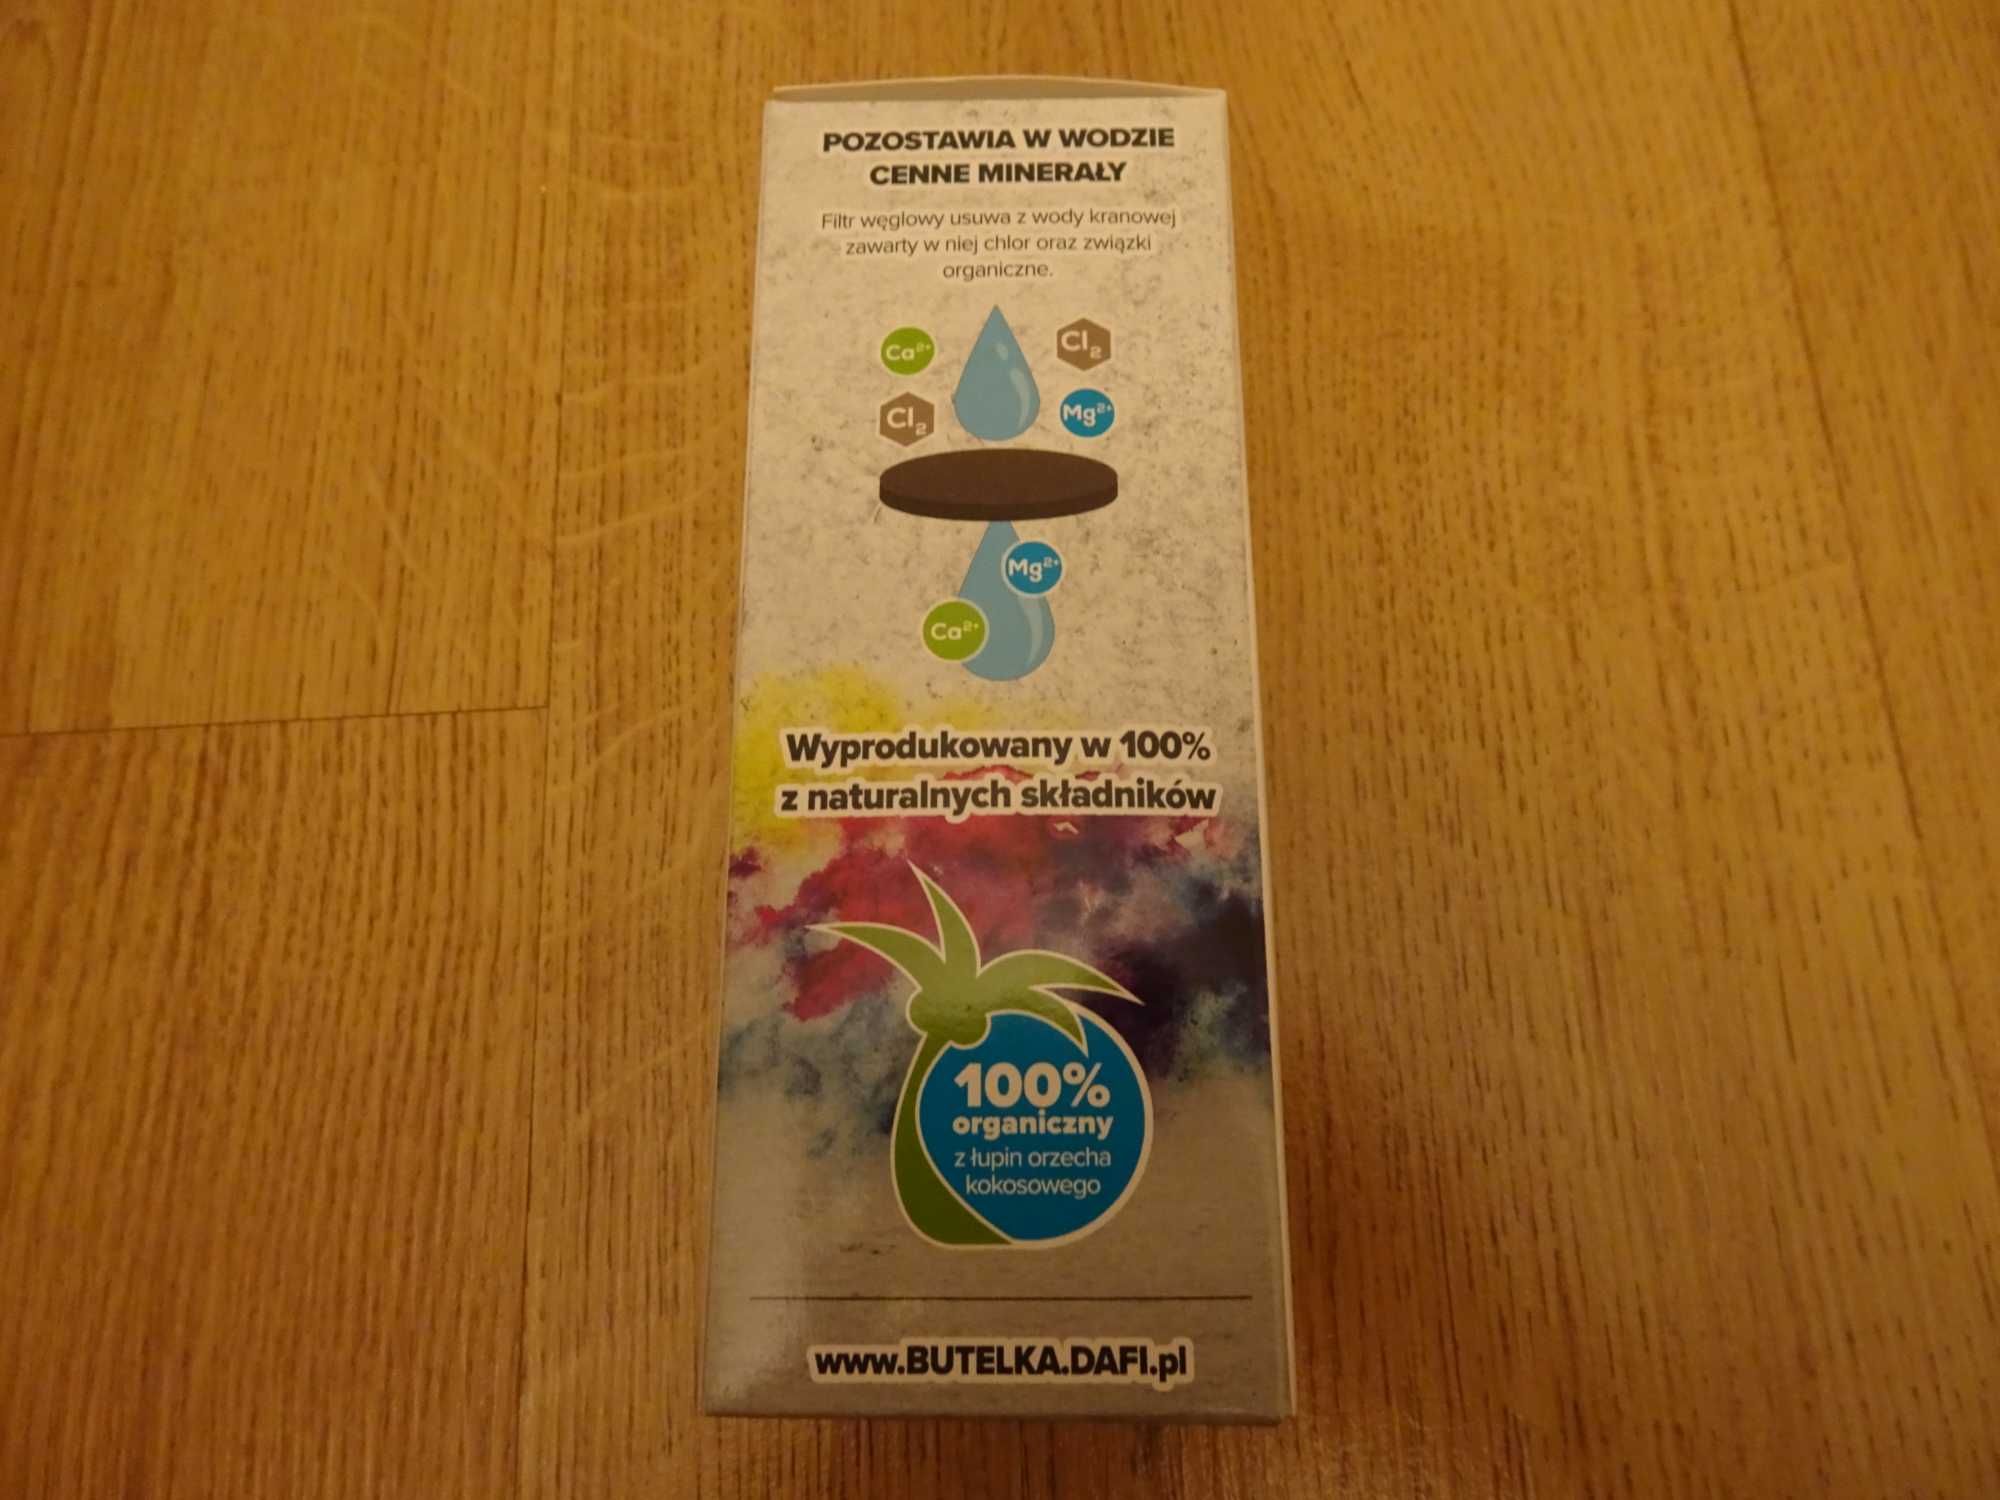 POZOSTAWIA W WODZIE
CENNE MINERAŁY
Filtr węglowy usuwa z wody kranowej
zawarty w niej chlor oraz związki
organiczne.
Ca²⁺
Cl₂
Cl₂
Mg²⁺
Mg²⁺
Ca²⁺
Wyprodukowany w 100%
z naturalnych składników
100%
organiczny
z łupin orzecha
kokosowego
www.BUTELKA.DAFI.pl